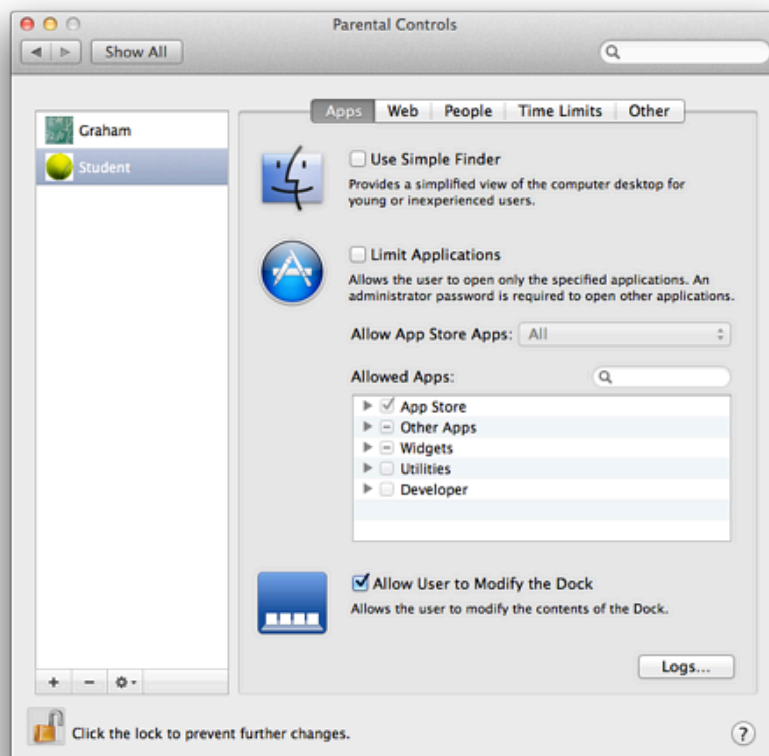 Parental Controls
Show All
Graham
Student
Apps Web People Time Limits Other
Use Simple Finder
Provides a simplified view of the computer desktop for
young or inexperienced users.
Limit Applications
Allows the user to open only the specified applications. An
administrator password is required to open other applications.
Allow App Store Apps: All
Allowed Apps:
App Store
Other Apps
Widgets
Utilities
Developer
Allow User to Modify the Dock
Allows the user to modify the contents of the Dock.
Logs...
Click the lock to prevent further changes.
?